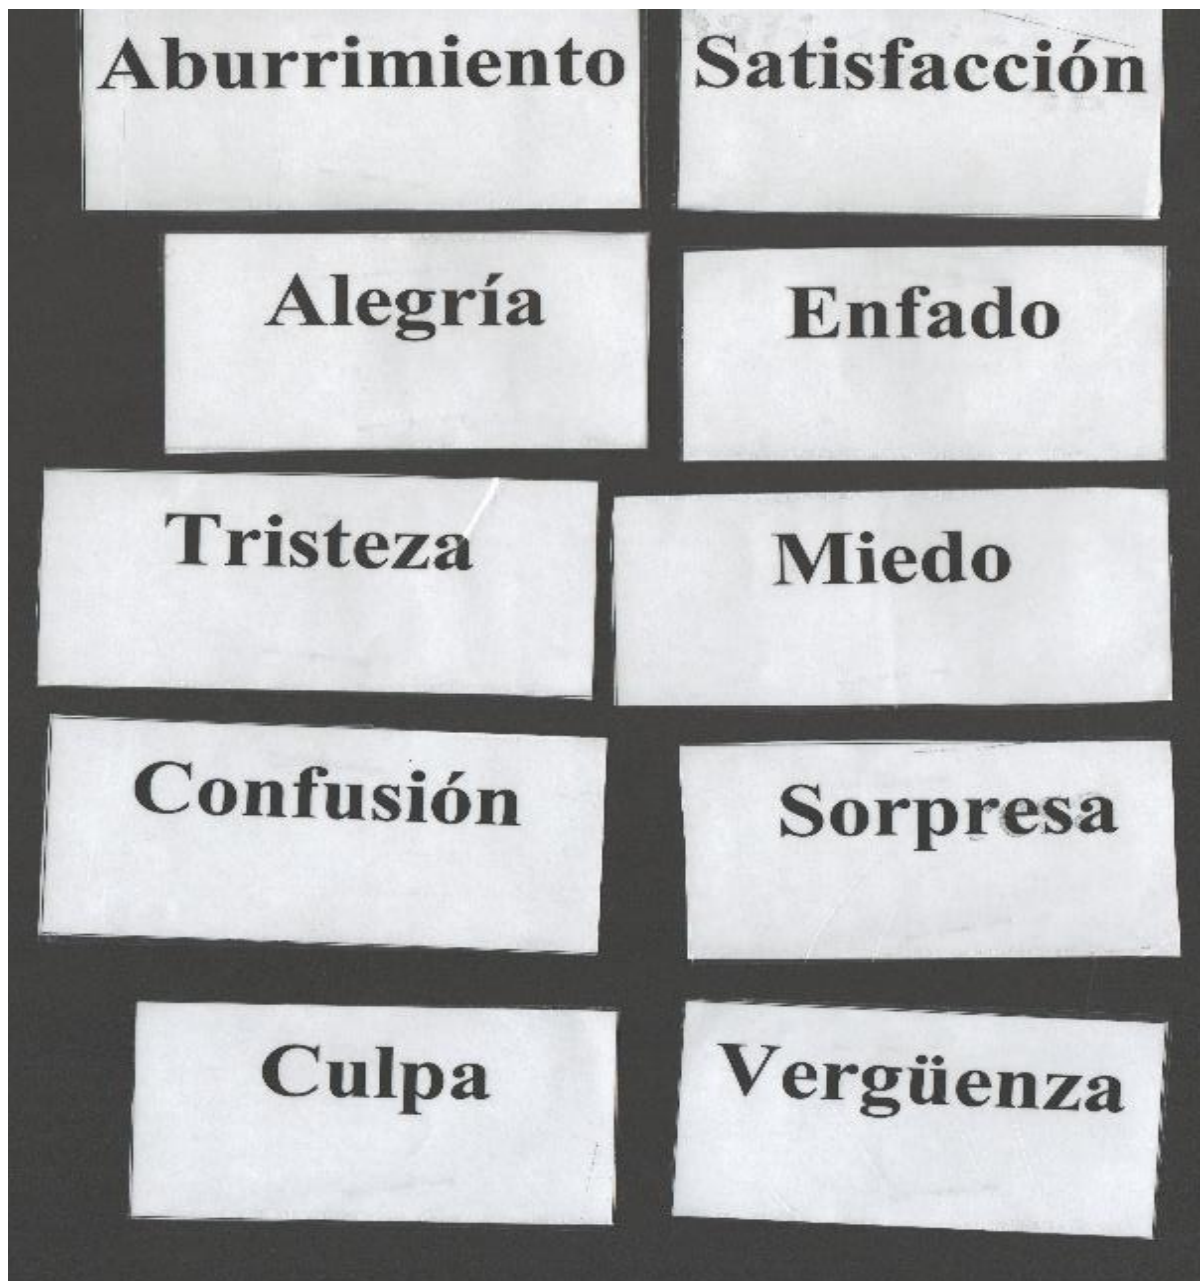 Aburrimiento Satisfacción
Alegría Enfado
Tristeza Miedo
Confusión Sorpresa
Culpa Vergüenza